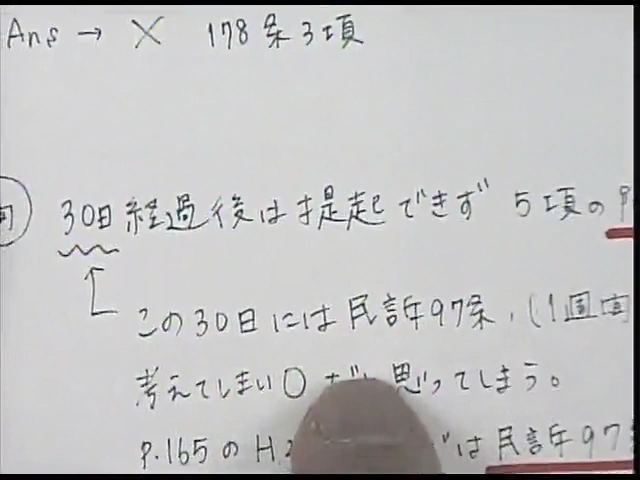 Ans → × 178条3項
30日経過後は提起できず 5項の
この30日には民訴97条,(1週間
考えてしまい○ 思ってしまう。
P.165のH は民訴97